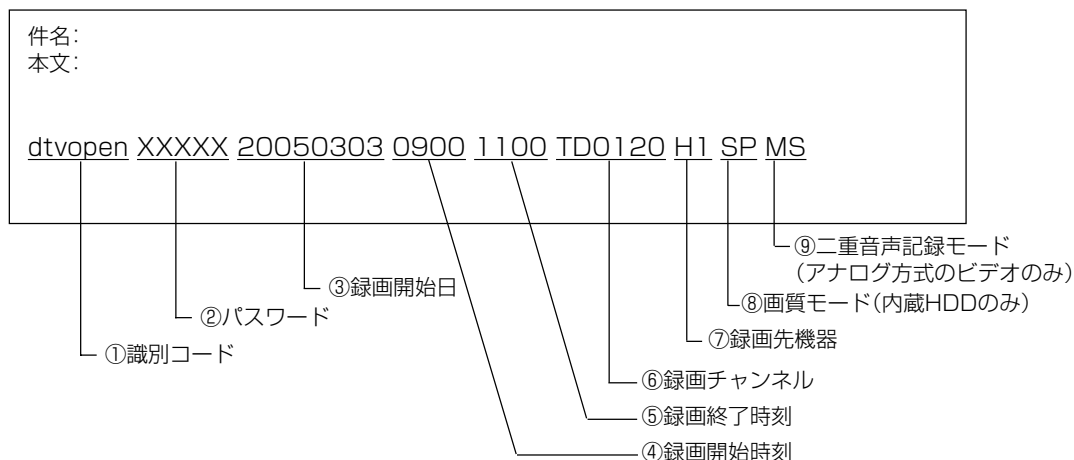 件名：
本文：
dtvopen XXXXX 20050303 0900 1100 TD0120 H1 SP MS
⑨二重音声記録モード
（アナログ方式のビデオのみ）
③録画開始日
⑧画質モード（内蔵HDDのみ）
②パスワード
⑦録画先機器
①識別コード
⑥録画チャンネル
⑤録画終了時刻
④録画開始時刻